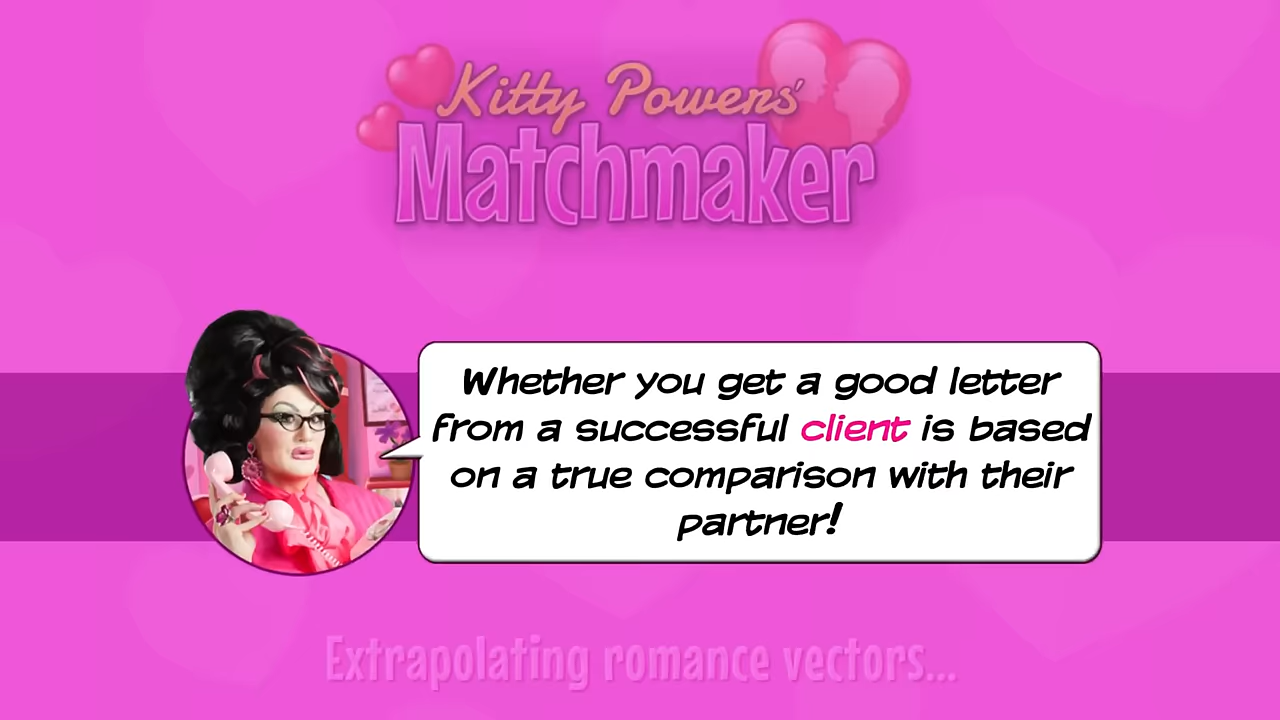 Kitty Powers'
Matchmaker
Whether you get a good letter
from a successful client is based
on a true comparison with their
partner!
Extrapolating romance vectors...